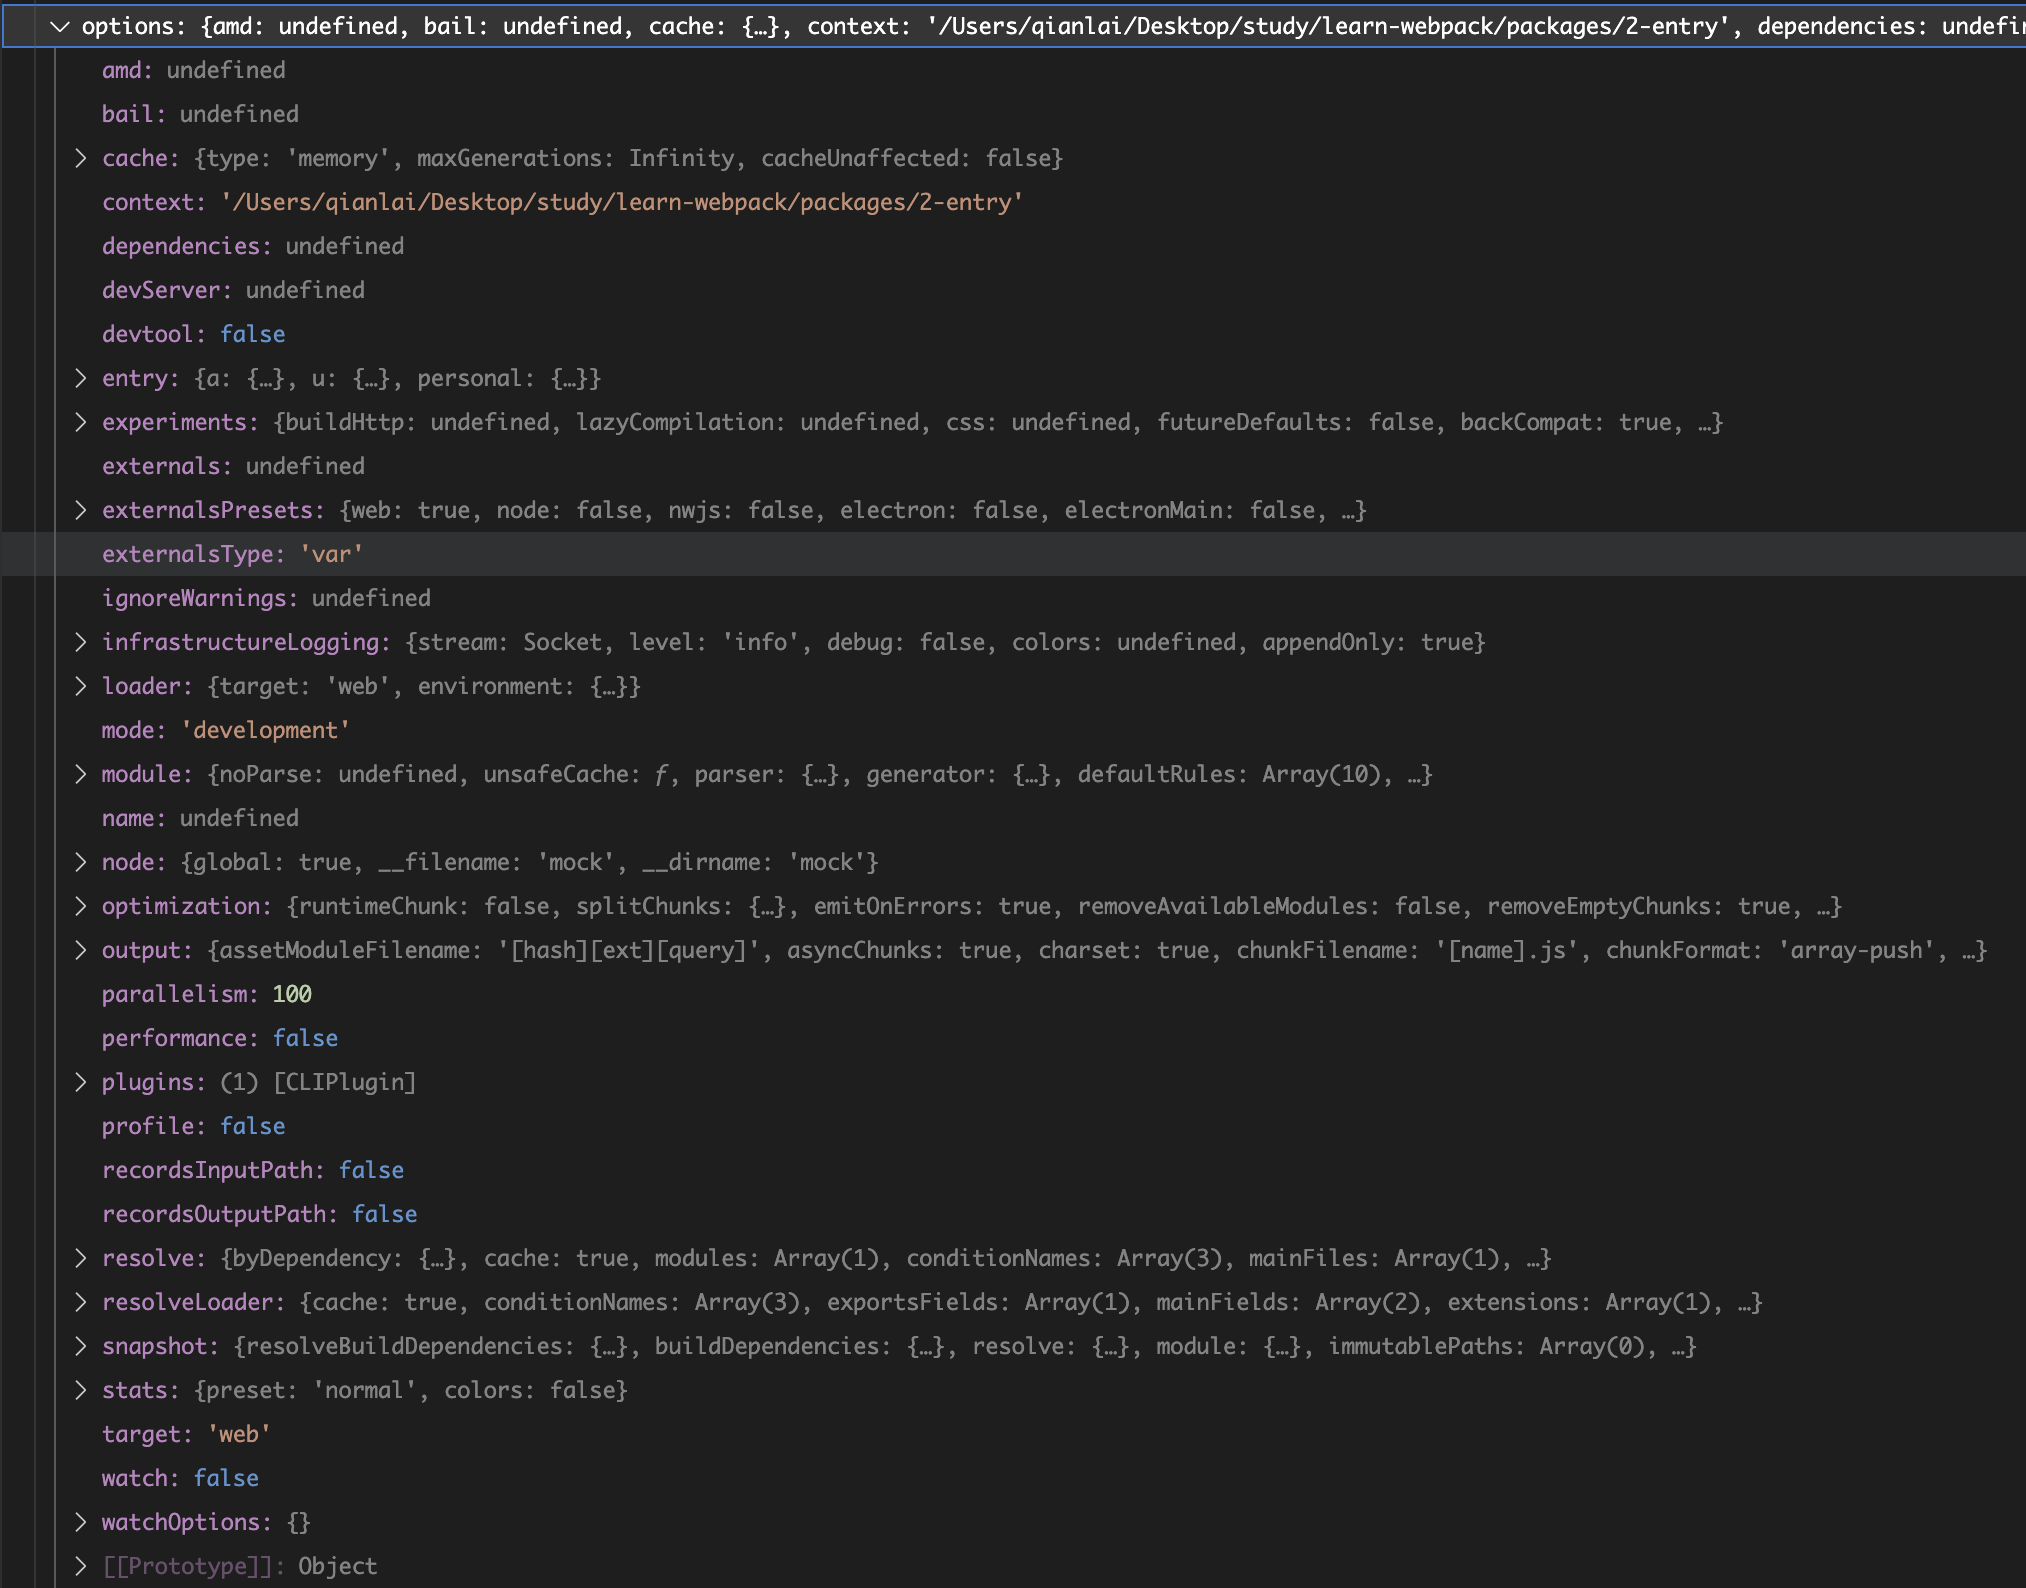 options: {amd: undefined, bail: undefined, cache: {…}, context: '/Users/qianlai/Desktop/study/learn-webpack/packages/2-entry', dependencies:
amd: undefined
bail: undefined
cache: {type: 'memory', maxGenerations: Infinity, cacheUnaffected: false}
context: '/Users/qianlai/Desktop/study/learn-webpack/packages/2-entry'
dependencies: undefined
devServer: undefined
devtool: false
entry: {a: {…}, u: {…}, personal: {…}}
experiments: {buildHttp: undefined, lazyCompilation: undefined, css: undefined, futureDefaults: false, backCompat: true, …}
externals: undefined
externalsPresets: {web: true, node: false, nwjs: false, electron: false, electronMain: false, …}
externalsType: 'var'
ignoreWarnings: undefined
infrastructureLogging: {stream: Socket, level: 'info', debug: false, colors: undefined, appendOnly: true}
loader: {target: 'web', environment: {…}}
mode: 'development'
module: {noParse: undefined, unsafeCache: ƒ, parser: {…}, generator: {…}, defaultRules: Array(10), …}
name: undefined
node: {global: true, __filename: 'mock', __dirname: 'mock'}
optimization: {runtimeChunk: false, splitChunks: {…}, emitOnErrors: true, removeAvailableModules: false, removeEmptyChunks: true, …}
output: {assetModuleFilename: '[hash][ext][query]', asyncChunks: true, charset: true, chunkFilename: '[name].js', chunkFormat: 'array-push', …}
parallelism: 100
performance: false
plugins: (1) [CLIPlugin]
profile: false
recordsInputPath: false
recordsOutputPath: false
resolve: {byDependency: {…}, cache: true, modules: Array(1), conditionNames: Array(3), mainFiles: Array(1), …}
resolveLoader: {cache: true, conditionNames: Array(3), exportsFields: Array(1), mainFields: Array(2), extensions: Array(1), …}
snapshot: {resolveBuildDependencies: {…}, buildDependencies: {…}, resolve: {…}, module: {…}, immutablePaths: Array(0), …}
stats: {preset: 'normal', colors: false}
target: 'web'
watch: false
watchOptions: {}
[[Prototype]]: Object